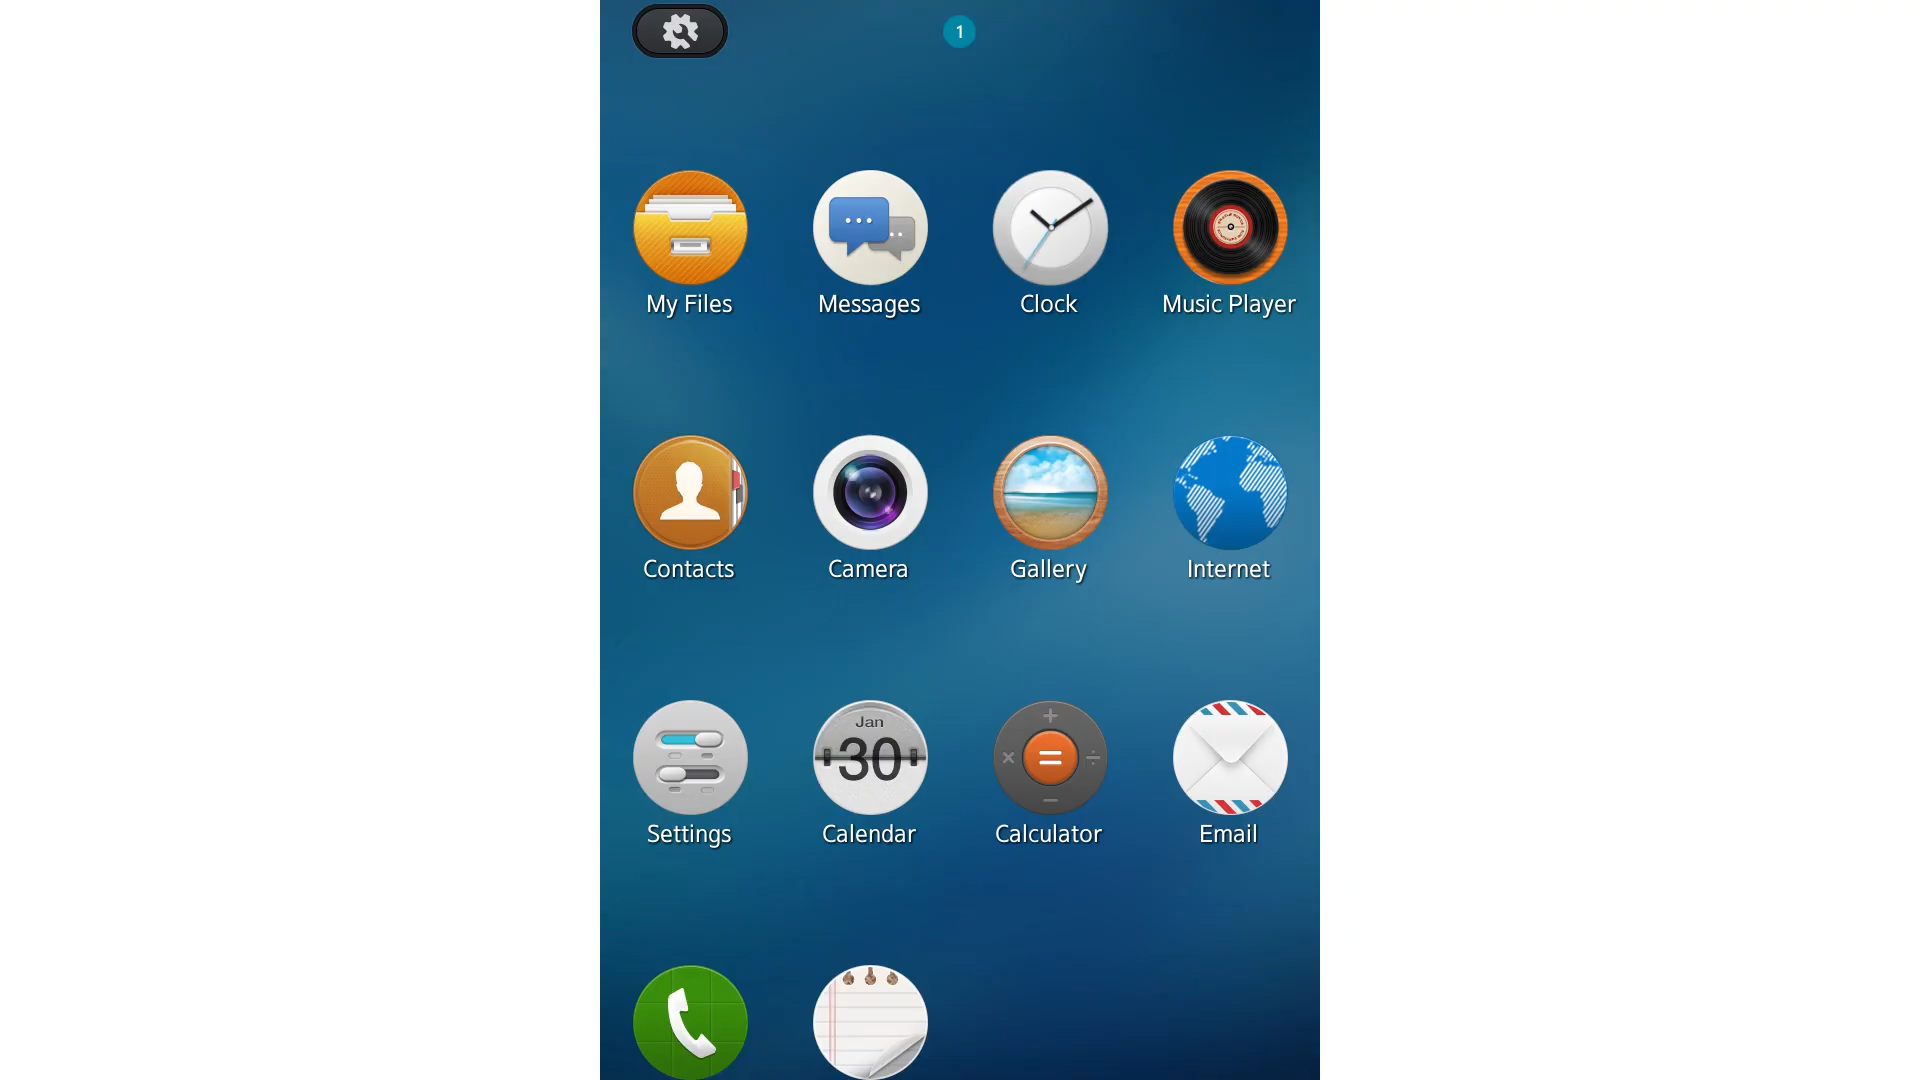 1
My Files
Messages
Clock
Music Player
Contacts
Camera
Gallery
Internet
Jan
30
Settings
Calendar
Calculator
Email